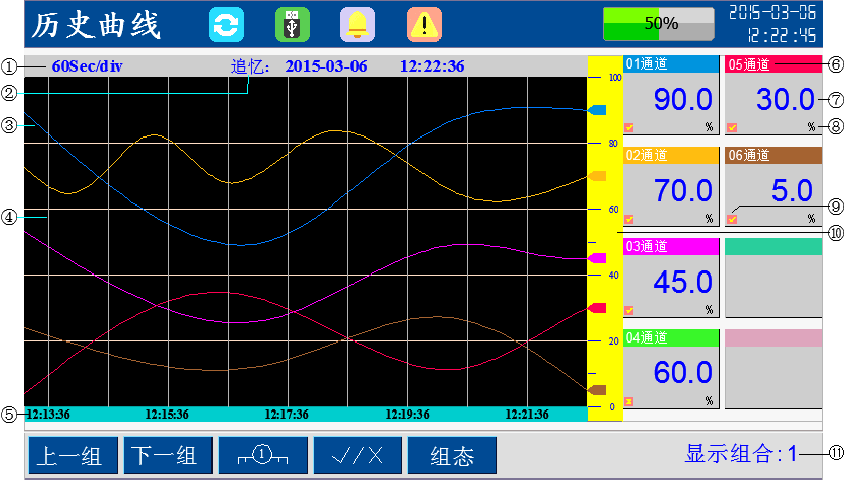 历史曲线
50%
2015-03-06
12:22:45
① 60Sec/div 追忆: 2015-03-06 12:22:36
②
③
④
⑤ 12:13:36 12:15:36 12:17:36 12:19:36 12:21:36
100
80
60
40
20
0
01通道
90.0
%
05通道 ⑥
30.0 ⑦
% ⑧
02通道
70.0
%
06通道
5.0
% ⑨
⑩
03通道
45.0
%
04通道
60.0
%
上一组 下一组 ① √/X 组态
显示组合:1 ⑪